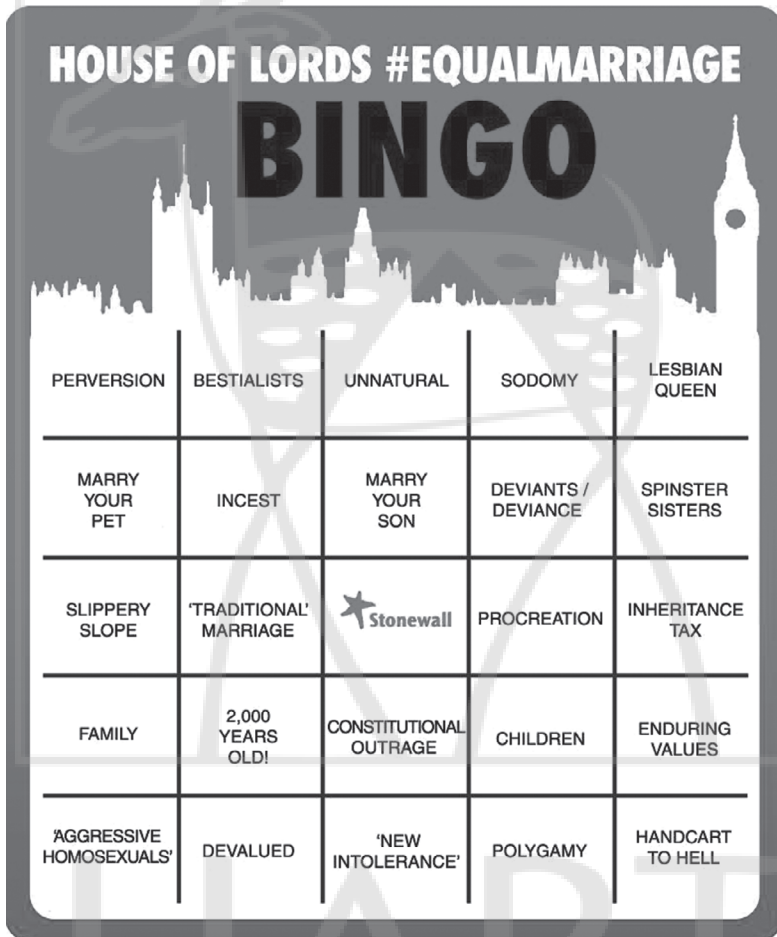 HOUSE OF LORDS #EQUALMARRIAGE
BINGO
PERVERSION
BESTIALISTS
UNNATURAL
SODOMY
LESBIAN
QUEEN
MARRY
YOUR
PET
INCEST
MARRY
YOUR
SON
DEVIANTS /
DEVIANCE
SPINSTER
SISTERS
SLIPPERY
SLOPE
'TRADITIONAL'
MARRIAGE
Stonewall
PROCREATION
INHERITANCE
TAX
FAMILY
2,000
YEARS
OLD!
CONSTITUTIONAL
OUTRAGE
CHILDREN
ENDURING
VALUES
'AGGRESSIVE
HOMOSEXUALS'
DEVALUED
'NEW
INTOLERANCE'
POLYGAMY
HANDCART
TO HELL